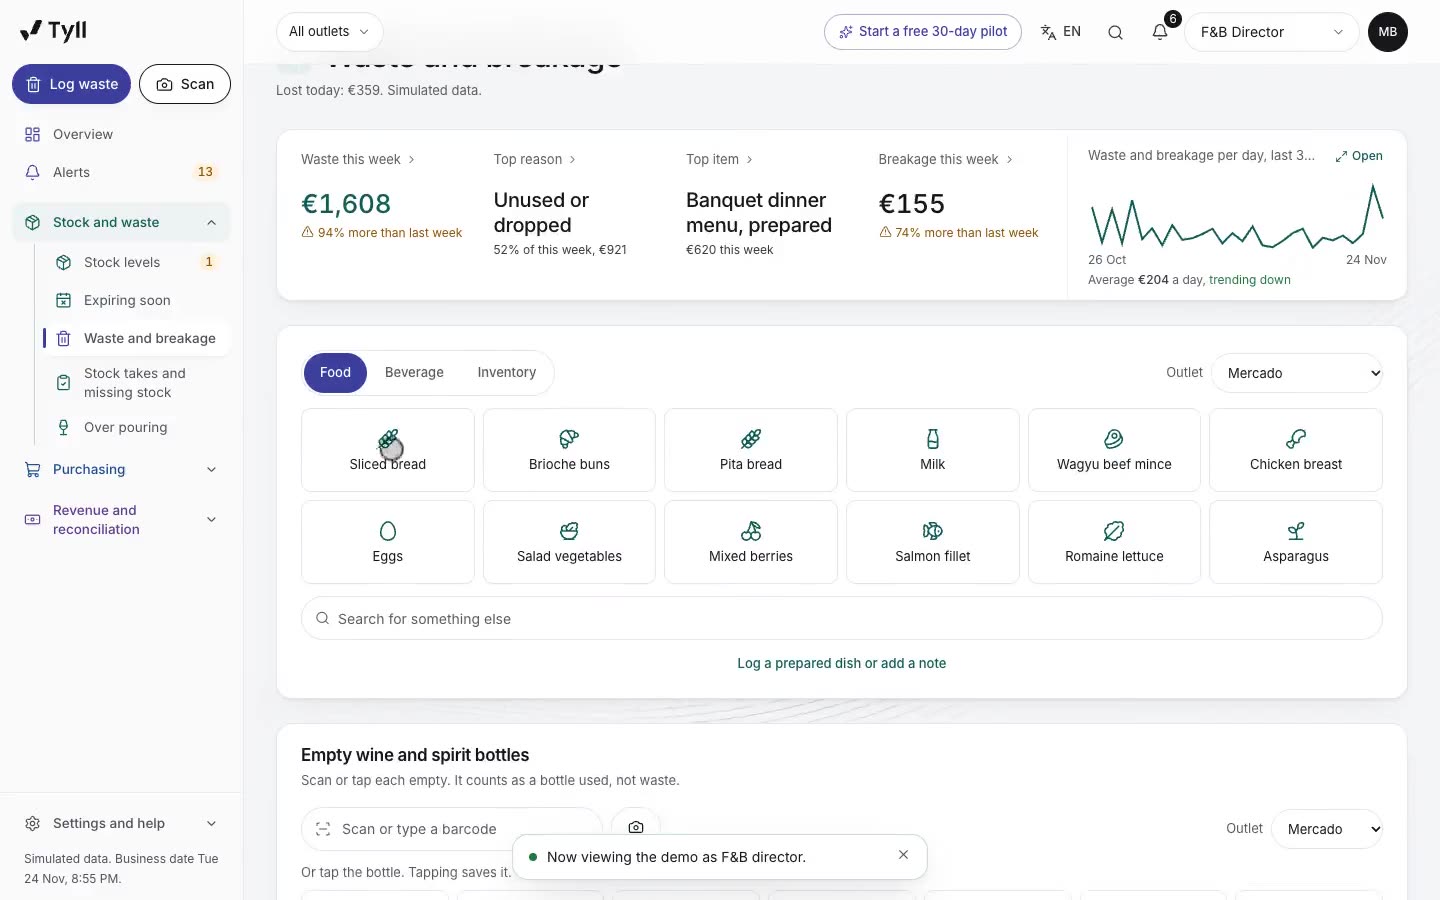 Tyll
All outlets
Start a free 30-day pilot
EN
6
F&B Director
MB
Log waste
Scan
Overview
Alerts
13
Stock and waste
Stock levels
1
Expiring soon
Waste and breakage
Stock takes and
missing stock
Over pouring
Purchasing
Revenue and
reconciliation
Settings and help
Simulated data. Business date Tue
24 Nov, 8:55 PM.
Waste and breakage
Lost today: €359. Simulated data.
Waste this week
€1,608
94% more than last week
Top reason
Unused or
dropped
52% of this week, €921
Top item
Banquet dinner
menu, prepared
€620 this week
Breakage this week
€155
74% more than last week
Waste and breakage per day, last 3...
Open
26 Oct
24 Nov
Average €204 a day, trending down
Food
Beverage
Inventory
Outlet
Mercado
Sliced bread
Brioche buns
Pita bread
Milk
Wagyu beef mince
Chicken breast
Eggs
Salad vegetables
Mixed berries
Salmon fillet
Romaine lettuce
Asparagus
Search for something else
Log a prepared dish or add a note
Empty wine and spirit bottles
Scan or tap each empty. It counts as a bottle used, not waste.
Scan or type a barcode
Outlet
Mercado
Or tap the bottle. Tapping saves it.
Now viewing the demo as F&B director.